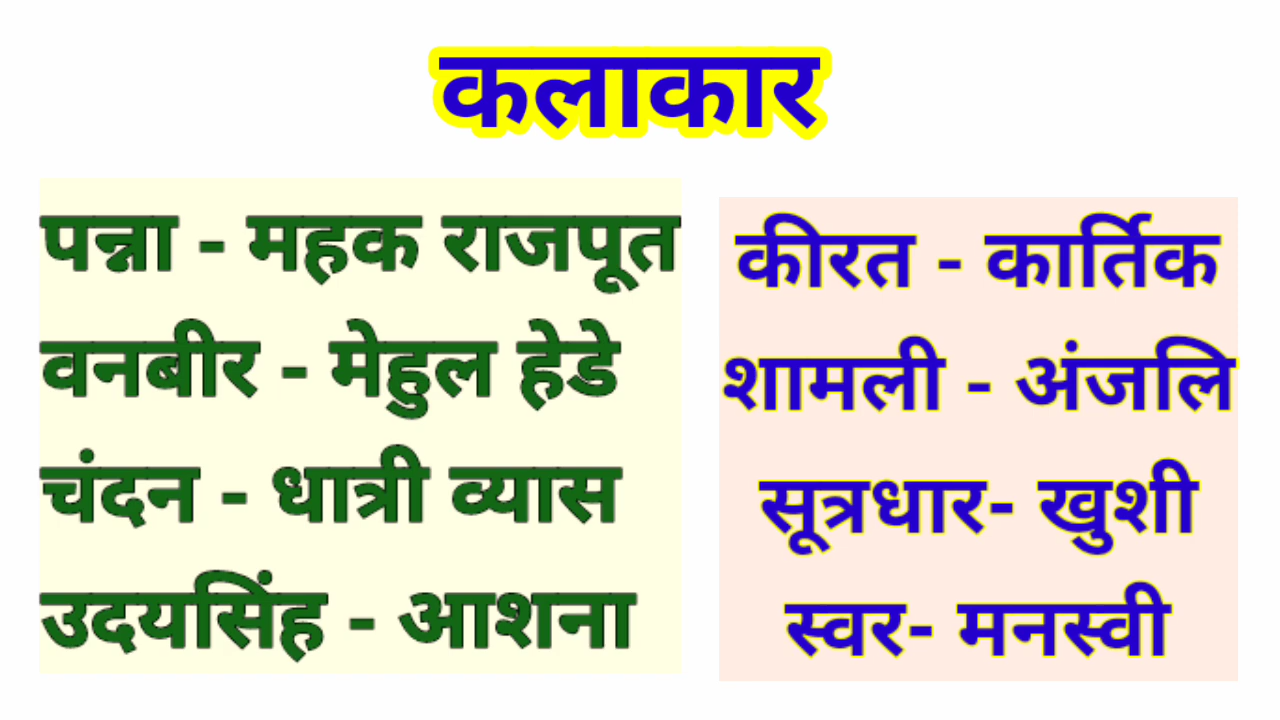 कलाकार
पन्ना - महक राजपूत
वनबीर - मेहुल हेडे
चंदन - धात्री व्यास
उदयसिंह - आशना
कीरत - कार्तिक
शामली - अंजलि
सूत्रधार- खुशी
स्वर- मनस्वी